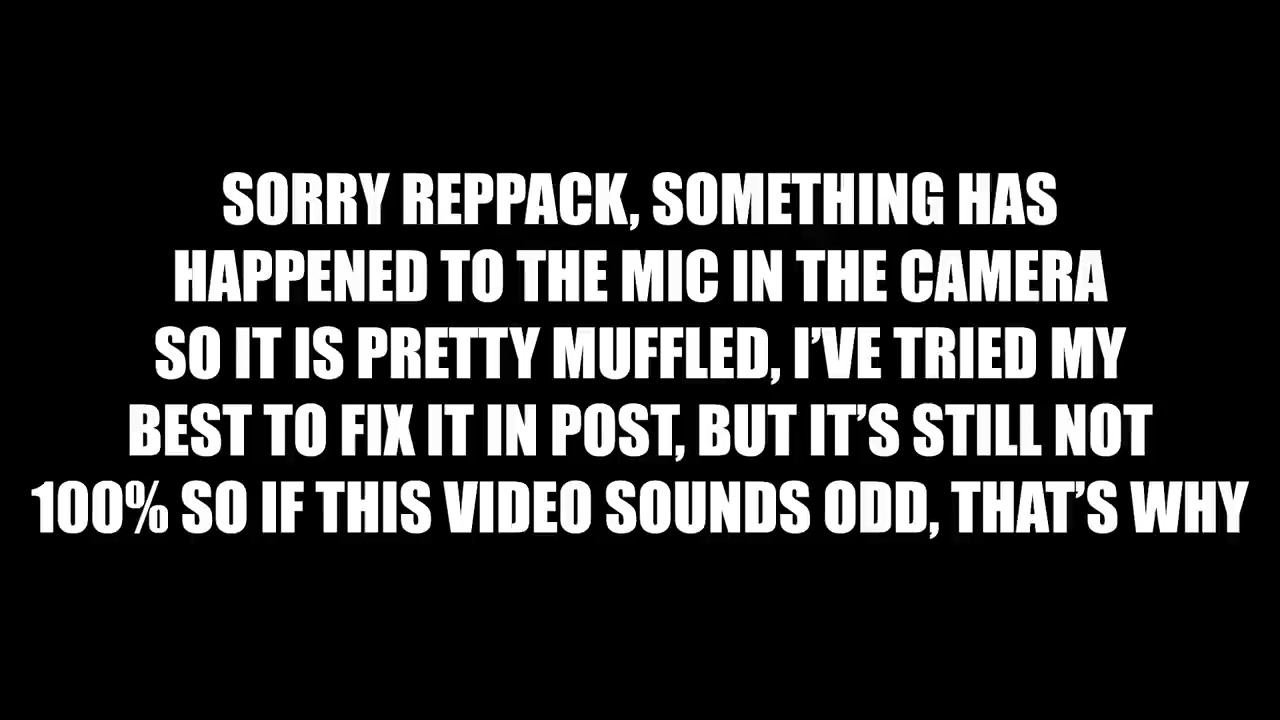 SORRY REPPACK, SOMETHING HAS
HAPPENED TO THE MIC IN THE CAMERA
SO IT IS PRETTY MUFFLED, I’VE TRIED MY
BEST TO FIX IT IN POST, BUT IT’S STILL NOT
100% SO IF THIS VIDEO SOUNDS ODD, THAT’S WHY